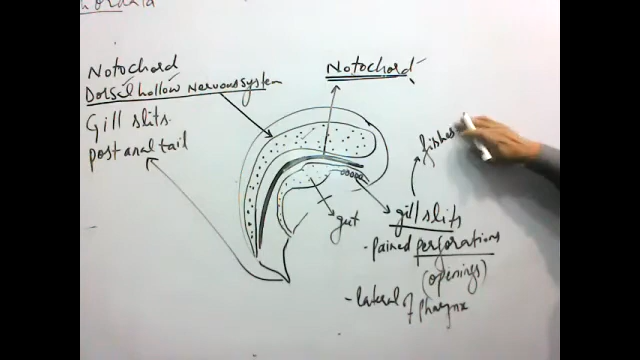 Notochord
Dorsal hollow Nervous system
Gill slits
post anal tail
Notochord
gut
fishes
gill slits
- paired perforations
(openings)
- lateral of pharynx